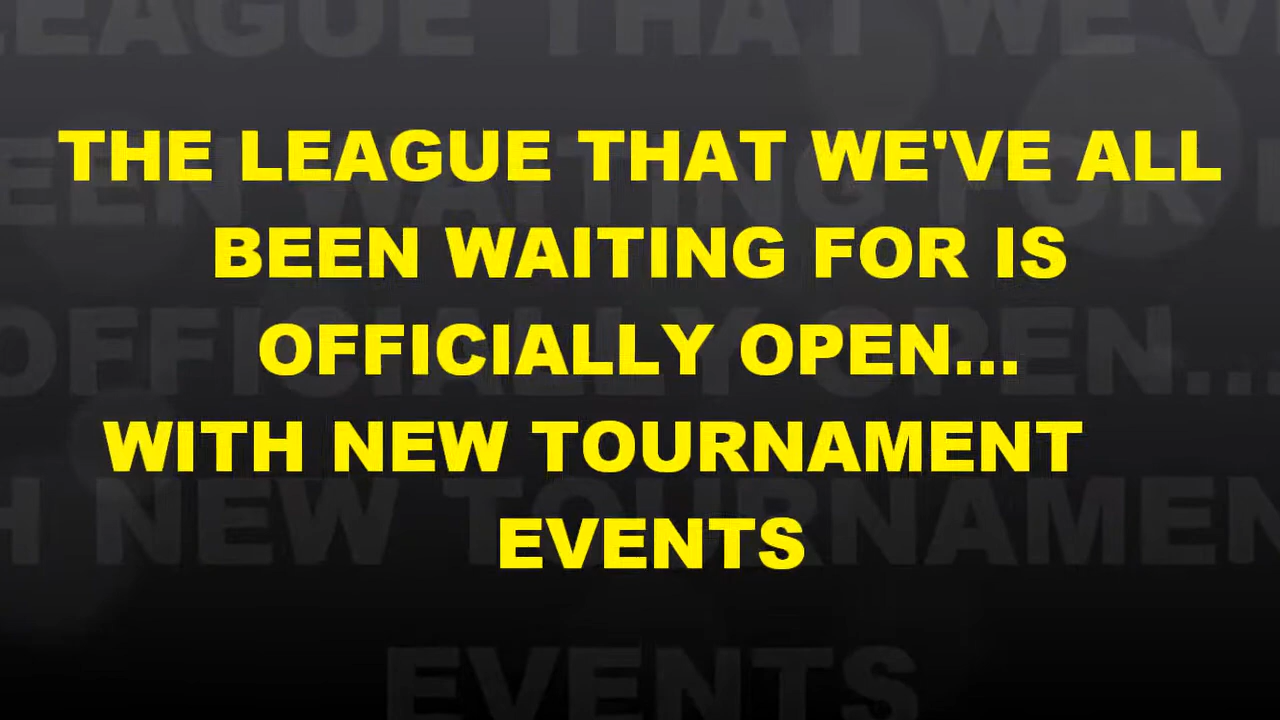 THE LEAGUE THAT WE'VE ALL
BEEN WAITING FOR IS
OFFICIALLY OPEN...
WITH NEW TOURNAMENT
EVENTS